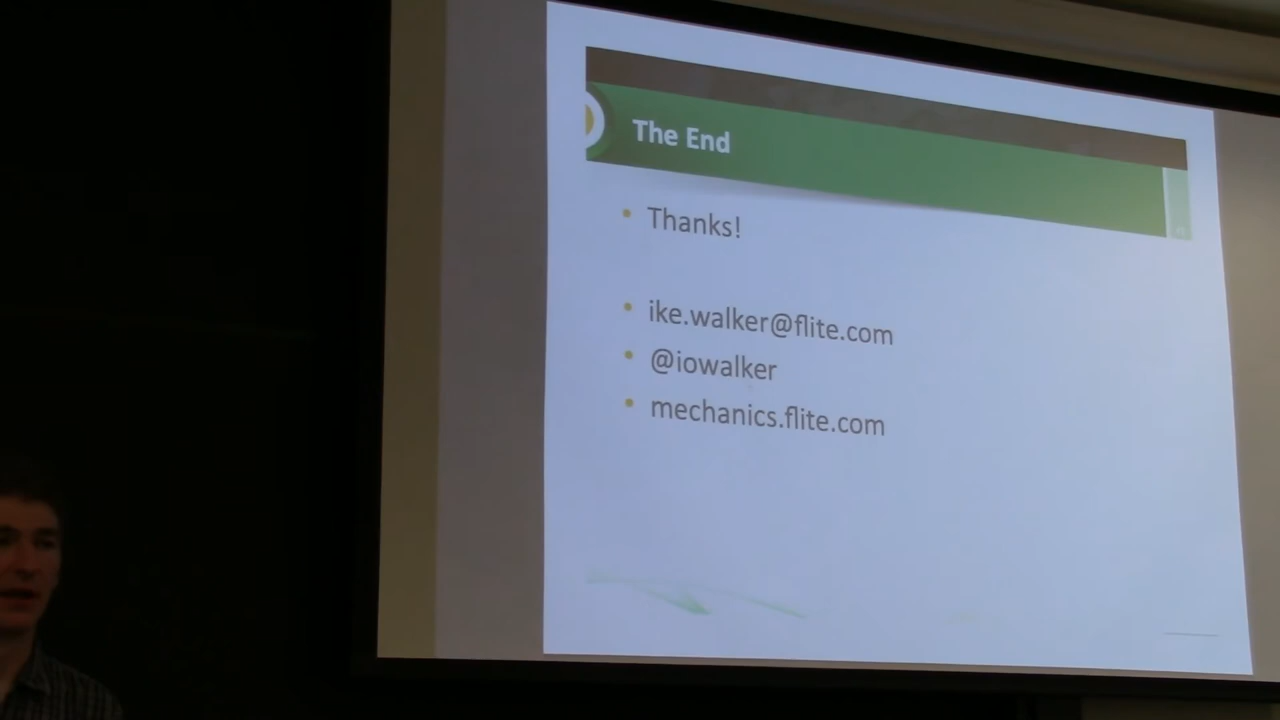 The End
Thanks!
ike.walker@flite.com
@iowalker
mechanics.flite.com